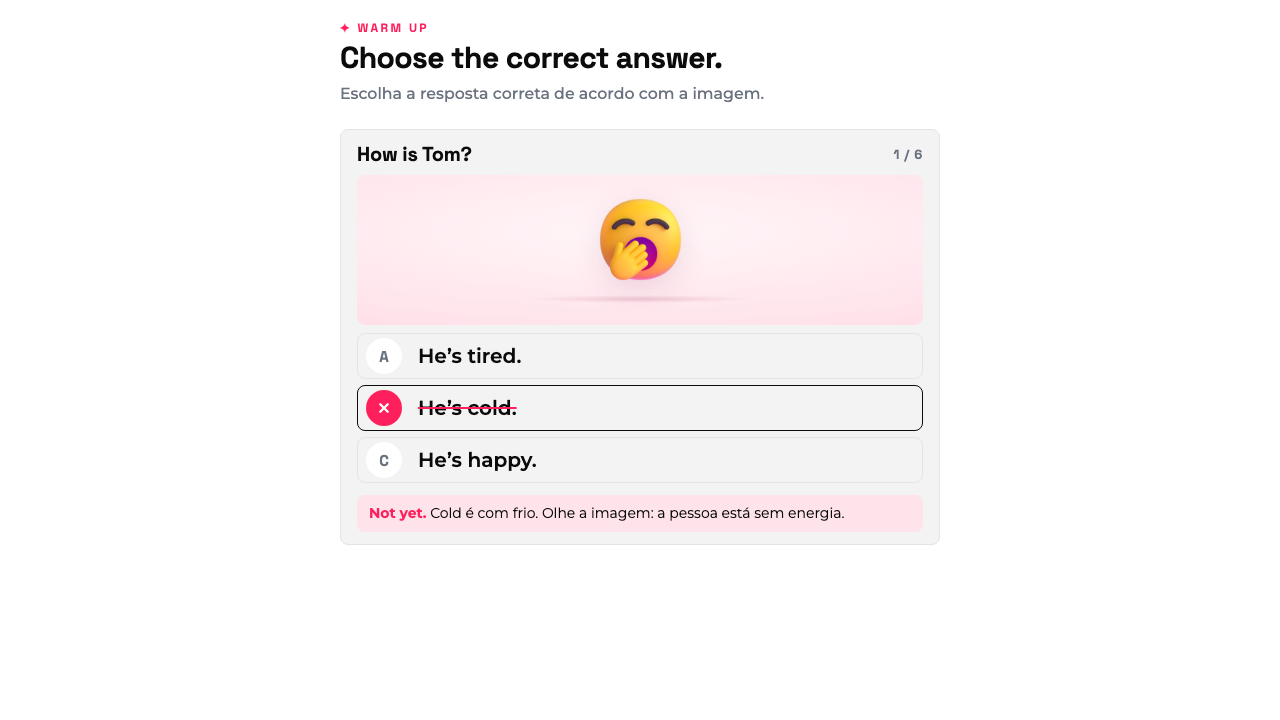 ✦ WARM UP
Choose the correct answer.
Escolha a resposta correta de acordo com a imagem.
How is Tom?
1 / 6
A He’s tired.
✕ He’s cold.
C He’s happy.
Not yet. Cold é com frio. Olhe a imagem: a pessoa está sem energia.